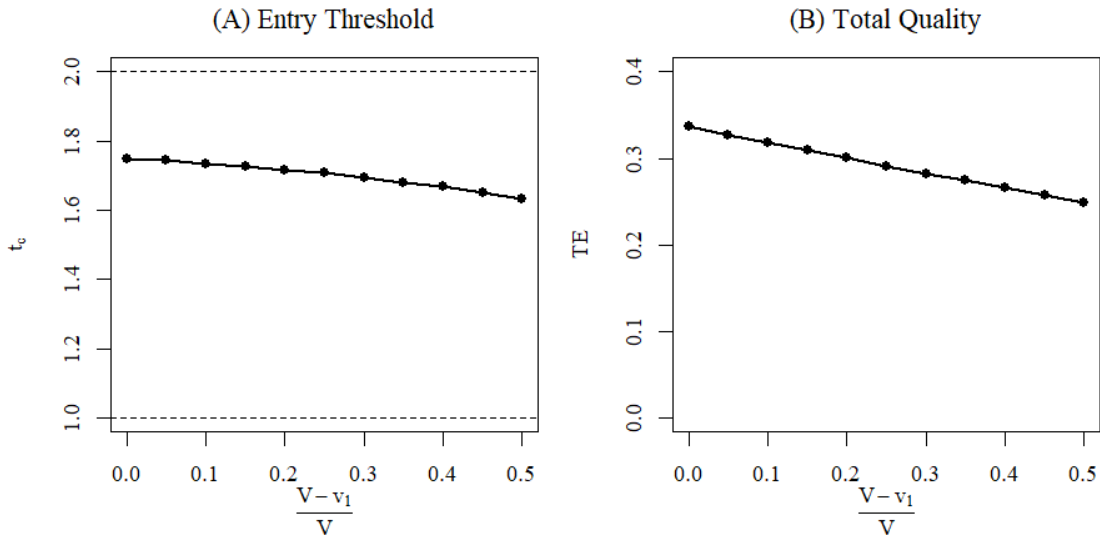 (A) Entry Threshold
2.0
1.8
1.6
1.4
1.2
1.0
t_c
0.0 0.1 0.2 0.3 0.4 0.5
V − v₁
V
(B) Total Quality
0.4
0.3
0.2
0.1
0.0
TE
0.0 0.1 0.2 0.3 0.4 0.5
V − v₁
V